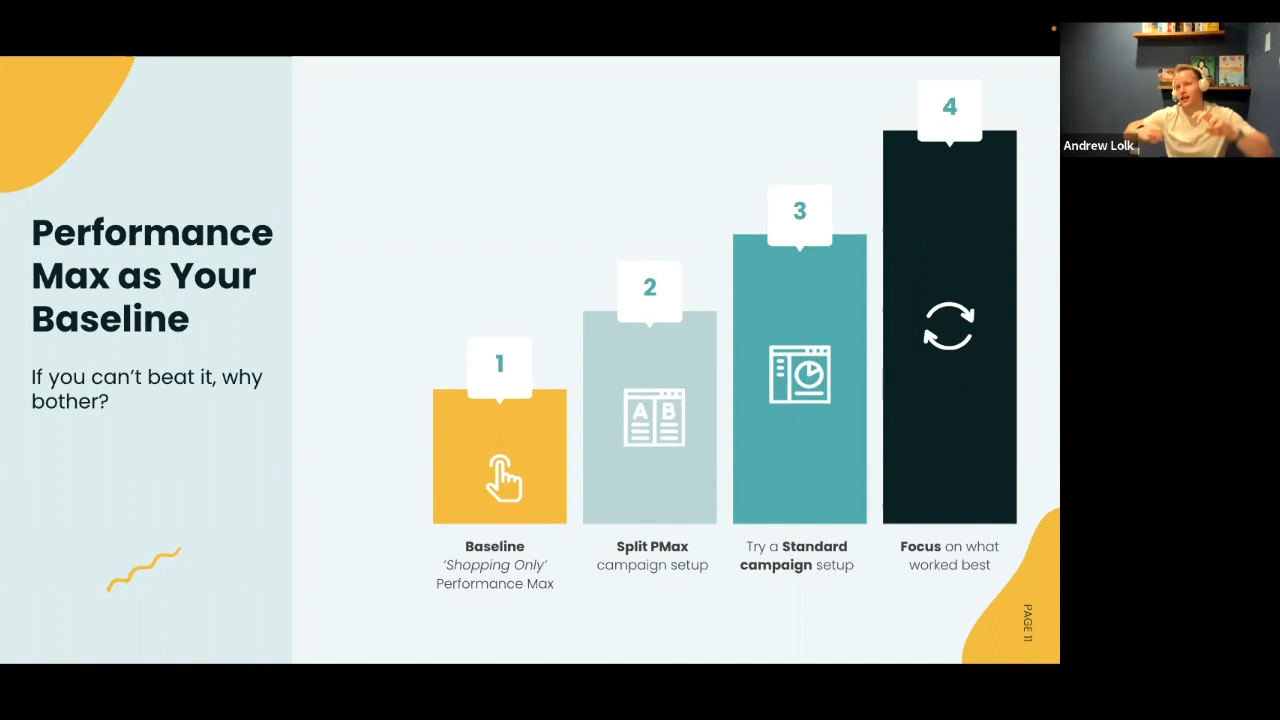 Performance
Max as Your
Baseline
If you can’t beat it, why
bother?
1
2
A B
3
4
Baseline
‘Shopping Only’
Performance Max
Split PMax
campaign setup
Try a Standard
campaign setup
Focus on what
worked best
PAGE 11
Andrew Lolk